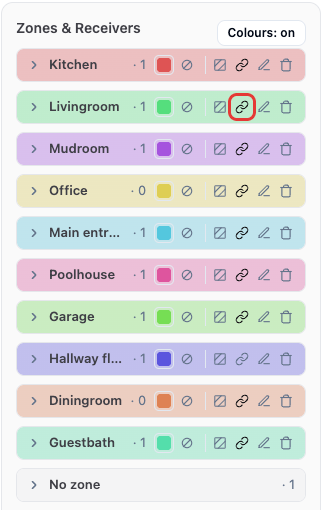 Zones & Receivers
Colours: on
Kitchen · 1
Livingroom · 1
Mudroom · 1
Office · 0
Main entr... · 1
Poolhouse · 1
Garage · 1
Hallway fl... · 1
Diningroom · 0
Guestbath · 1
No zone · 1